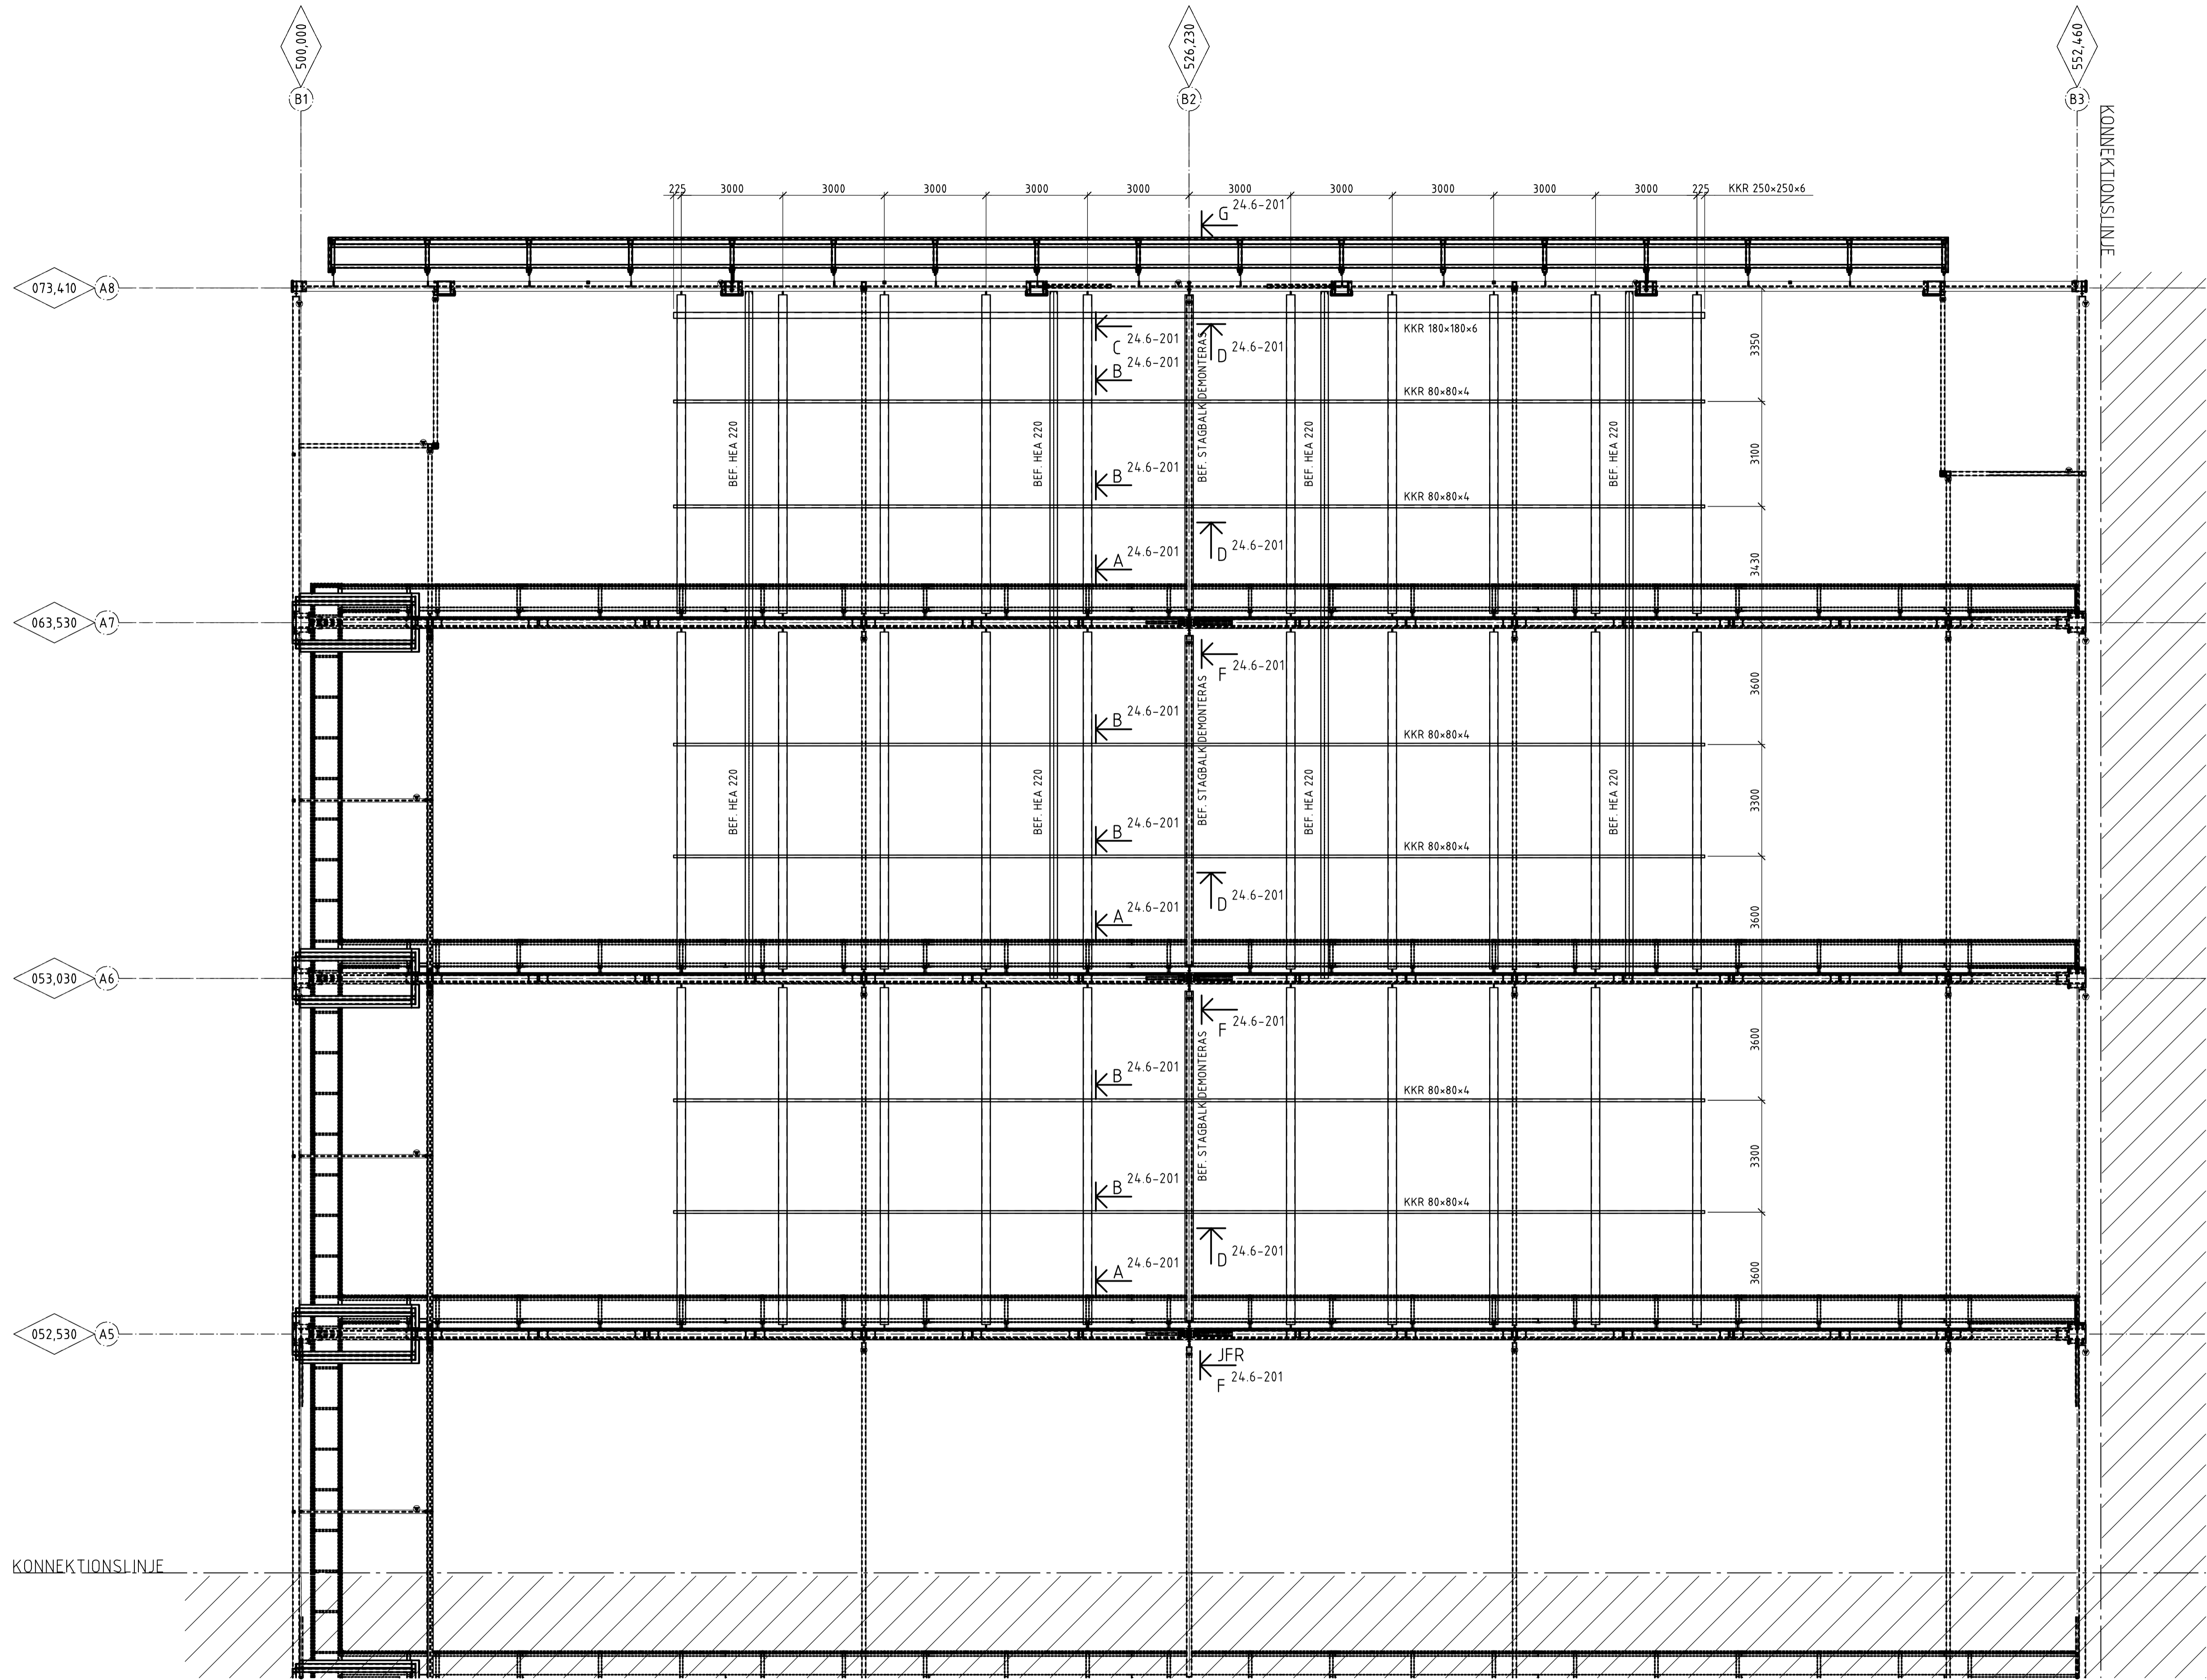 500,000
526,230
552,460
B1
B2
B3
KONNEKTIONSLINJE
225 3000 3000 3000 3000 3000 3000 3000 3000 3000 3000 225 KKR 250×250×6
G 24.6-201
073,410 A8
KKR 180×180×6
C 24.6-201
D 24.6-201
3350
B 24.6-201
BEF. STAGBALK DEMONTERAS
KKR 80×80×4
BEF. HEA 220
BEF. HEA 220
BEF. HEA 220
BEF. HEA 220
3100
B 24.6-201
KKR 80×80×4
D 24.6-201
A 24.6-201
3430
063,530 A7
F 24.6-201
BEF. STAGBALK DEMONTERAS
3600
B 24.6-201
KKR 80×80×4
BEF. HEA 220
BEF. HEA 220
BEF. HEA 220
BEF. HEA 220
3300
B 24.6-201
KKR 80×80×4
D 24.6-201
A 24.6-201
3600
053,030 A6
F 24.6-201
BEF. STAGBALK DEMONTERAS
3600
B 24.6-201
KKR 80×80×4
3300
B 24.6-201
KKR 80×80×4
D 24.6-201
A 24.6-201
3600
052,530 A5
JFR
F 24.6-201
KONNEKTIONSLINJE